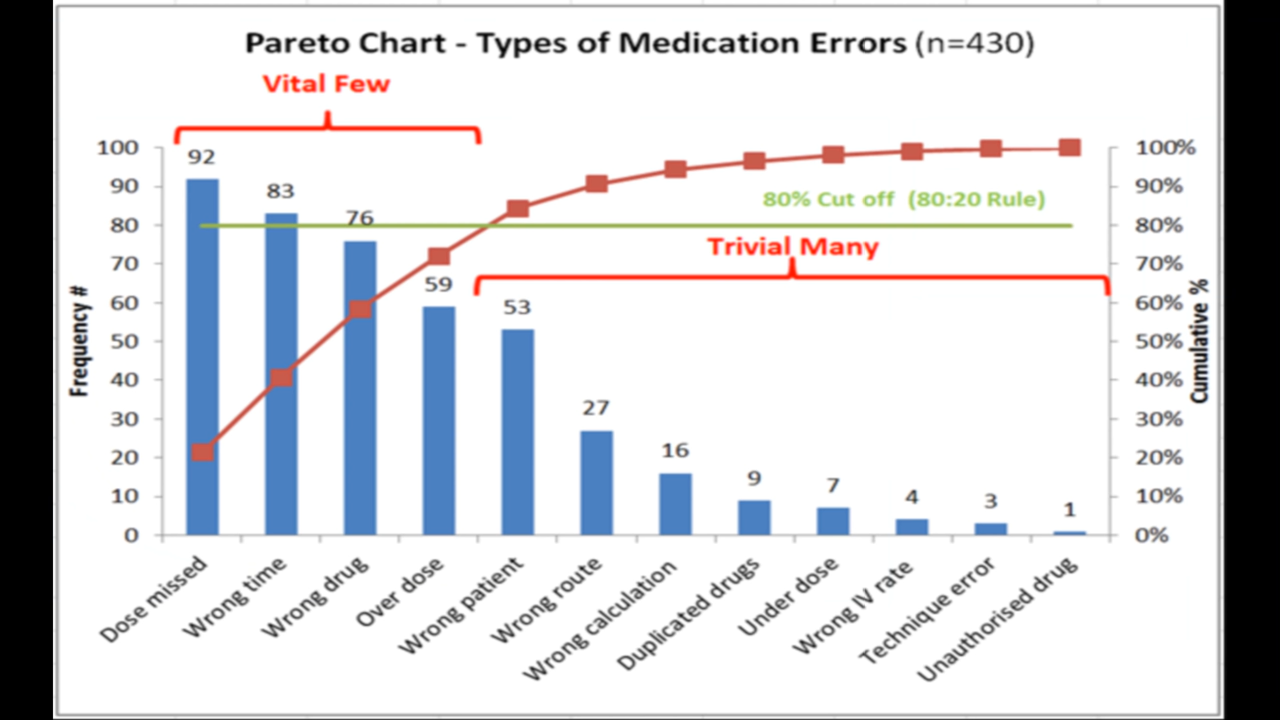 Pareto Chart - Types of Medication Errors (n=430)
Vital Few
100
90
80
70
60
50
40
30
20
10
0
Frequency #
92
83
76
59
53
27
16
9
7
4
3
1
80% Cut off (80:20 Rule)
Trivial Many
100%
90%
80%
70%
60%
50%
40%
30%
20%
10%
0%
Cumulative %
Dose missed
Wrong time
Wrong drug
Over dose
Wrong patient
Wrong route
Wrong calculation
Duplicated drugs
Under dose
Wrong IV rate
Technique error
Unauthorised drug